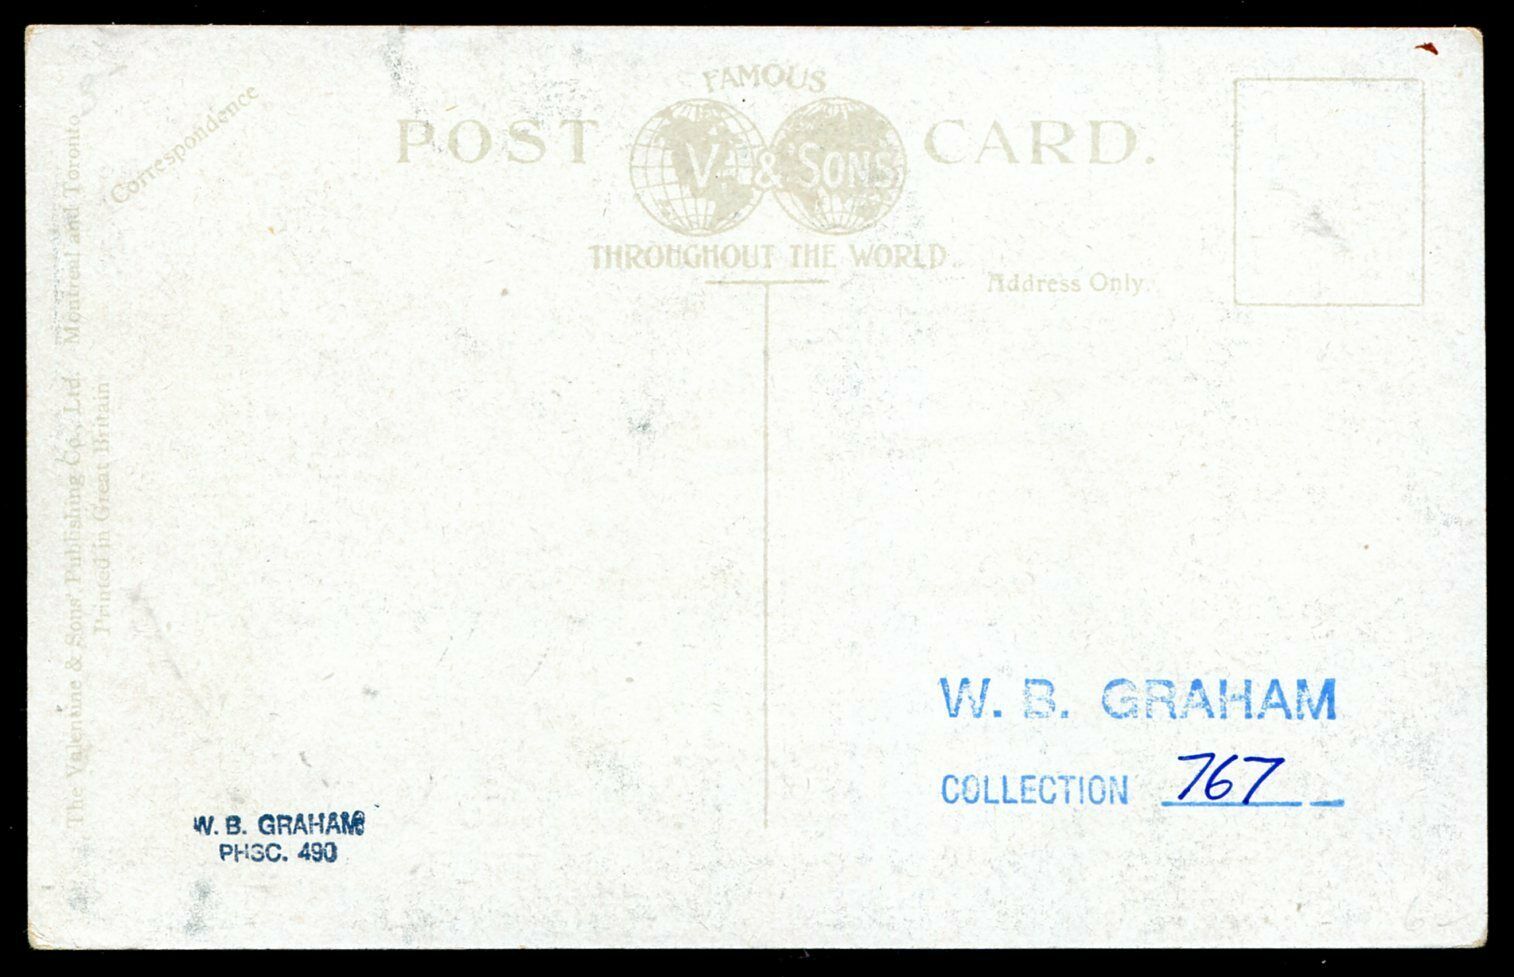 FAMOUS
POST CARD.
V. & SONS
THROUGHOUT THE WORLD.
Correspondence
Address Only.
The Valentine & Sons' Publishing Co., Ltd. Montreal and Toronto
Printed in Great Britain
W. B. GRAHAM
COLLECTION 767
W. B. GRAHAM
PHSC. 490